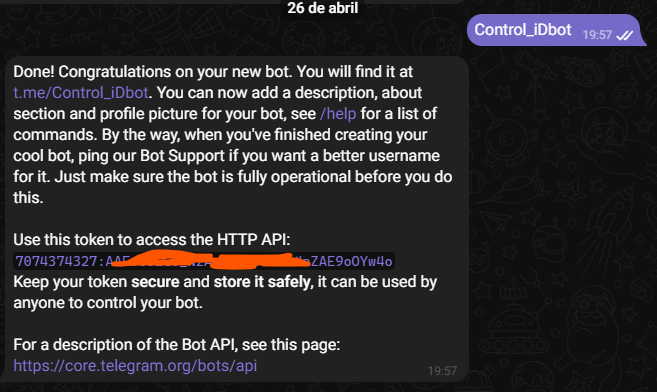 26 de abril
Control_iDbot 19:57
Done! Congratulations on your new bot. You will find it at
t.me/Control_iDbot. You can now add a description, about
section and profile picture for your bot, see /help for a list of
commands. By the way, when you've finished creating your
cool bot, ping our Bot Support if you want a better username
for it. Just make sure the bot is fully operational before you do
this.
Use this token to access the HTTP API:
Keep your token secure and store it safely, it can be used by
anyone to control your bot.
For a description of the Bot API, see this page:
https://core.telegram.org/bots/api
19:57